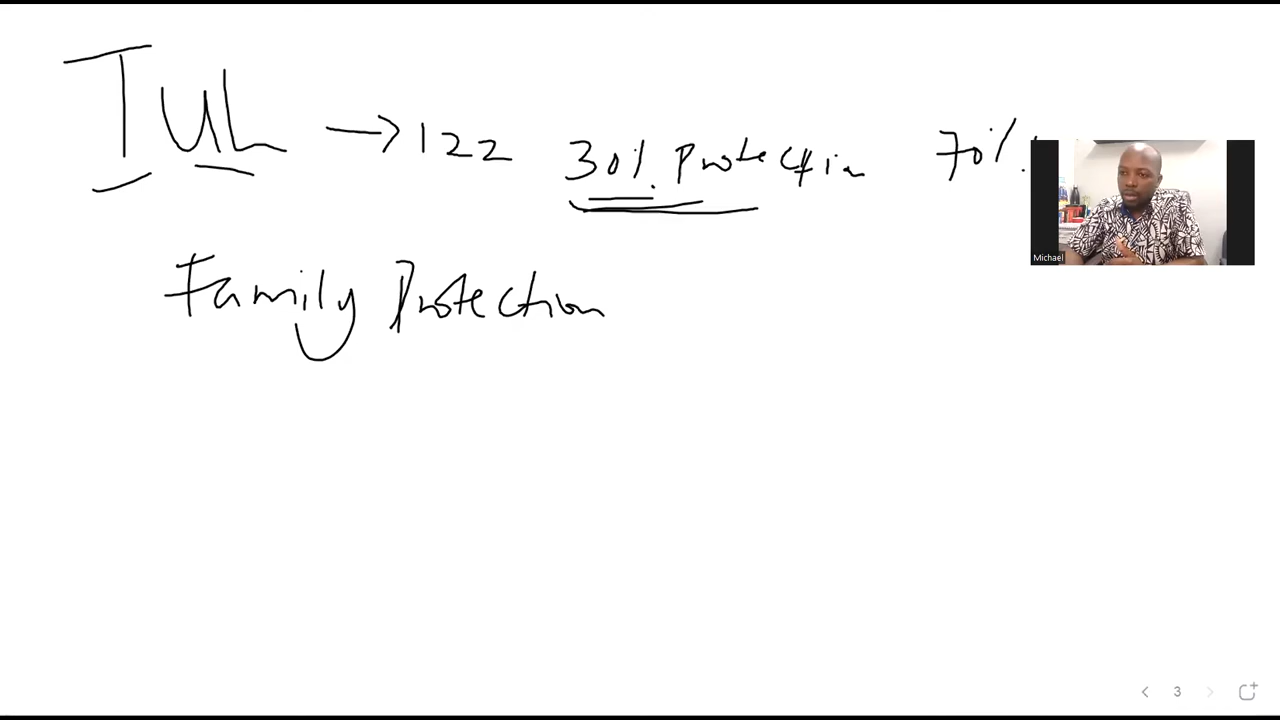 IUL → 122 30% Protection 70%
Family Protection
Michael
3